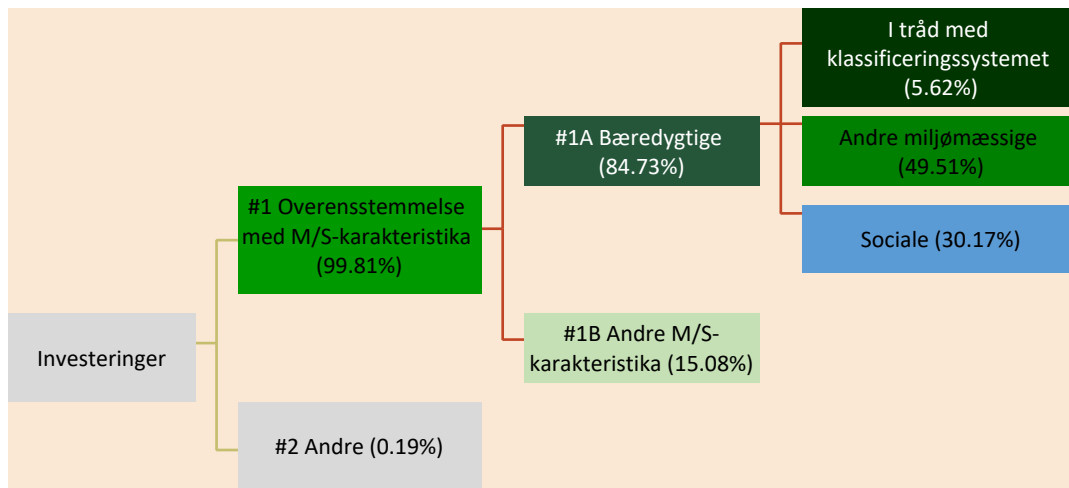 Investeringer
#1 Overensstemmelse
med M/S-karakteristika
(99.81%)
#2 Andre (0.19%)
#1A Bæredygtige
(84.73%)
#1B Andre M/S-
karakteristika (15.08%)
I tråd med
klassificeringssystemet
(5.62%)
Andre miljømæssige
(49.51%)
Sociale (30.17%)